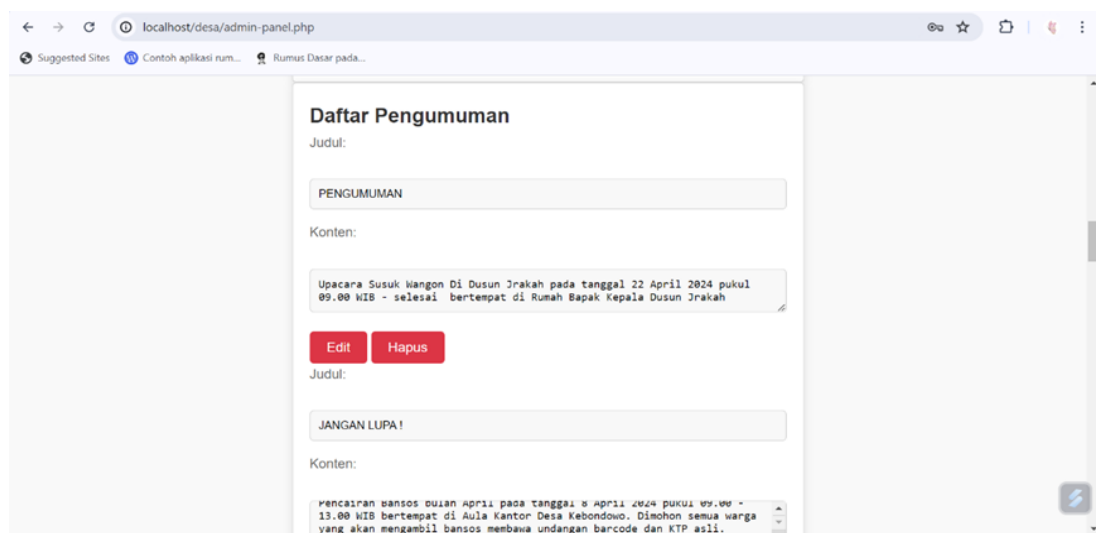 localhost/desa/admin-panel.php
Suggested Sites Contoh aplikasi rum... Rumus Dasar pada...
Daftar Pengumuman
Judul:
PENGUMUMAN
Konten:
Upacara Susuk Wangon Di Dusun Jrakah pada tanggal 22 April 2024 pukul
09.00 WIB - selesai bertempat di Rumah Bapak Kepala Dusun Jrakah
Edit Hapus
Judul:
JANGAN LUPA !
Konten:
Pencairan Bansos bulan April pada tanggal 8 April 2024 pukul 09.00 -
13.00 WIB bertempat di Aula Kantor Desa Kebondowo. Dimohon semua warga
yang akan mengambil bansos membawa undangan barcode dan KTP asli.